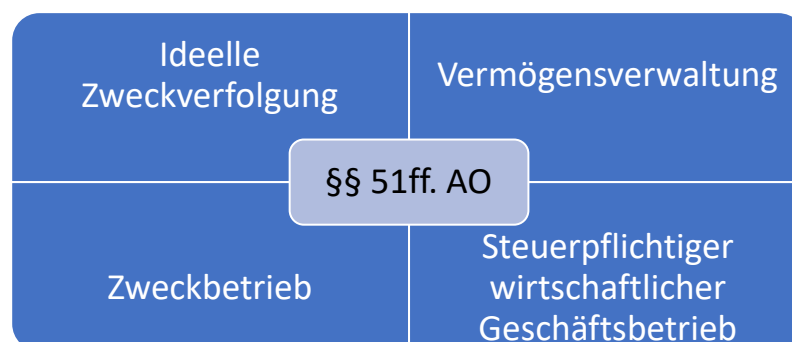 Ideelle
Zweckverfolgung
Vermögensverwaltung
§§ 51ff. AO
Zweckbetrieb
Steuerpflichtiger
wirtschaftlicher
Geschäftsbetrieb